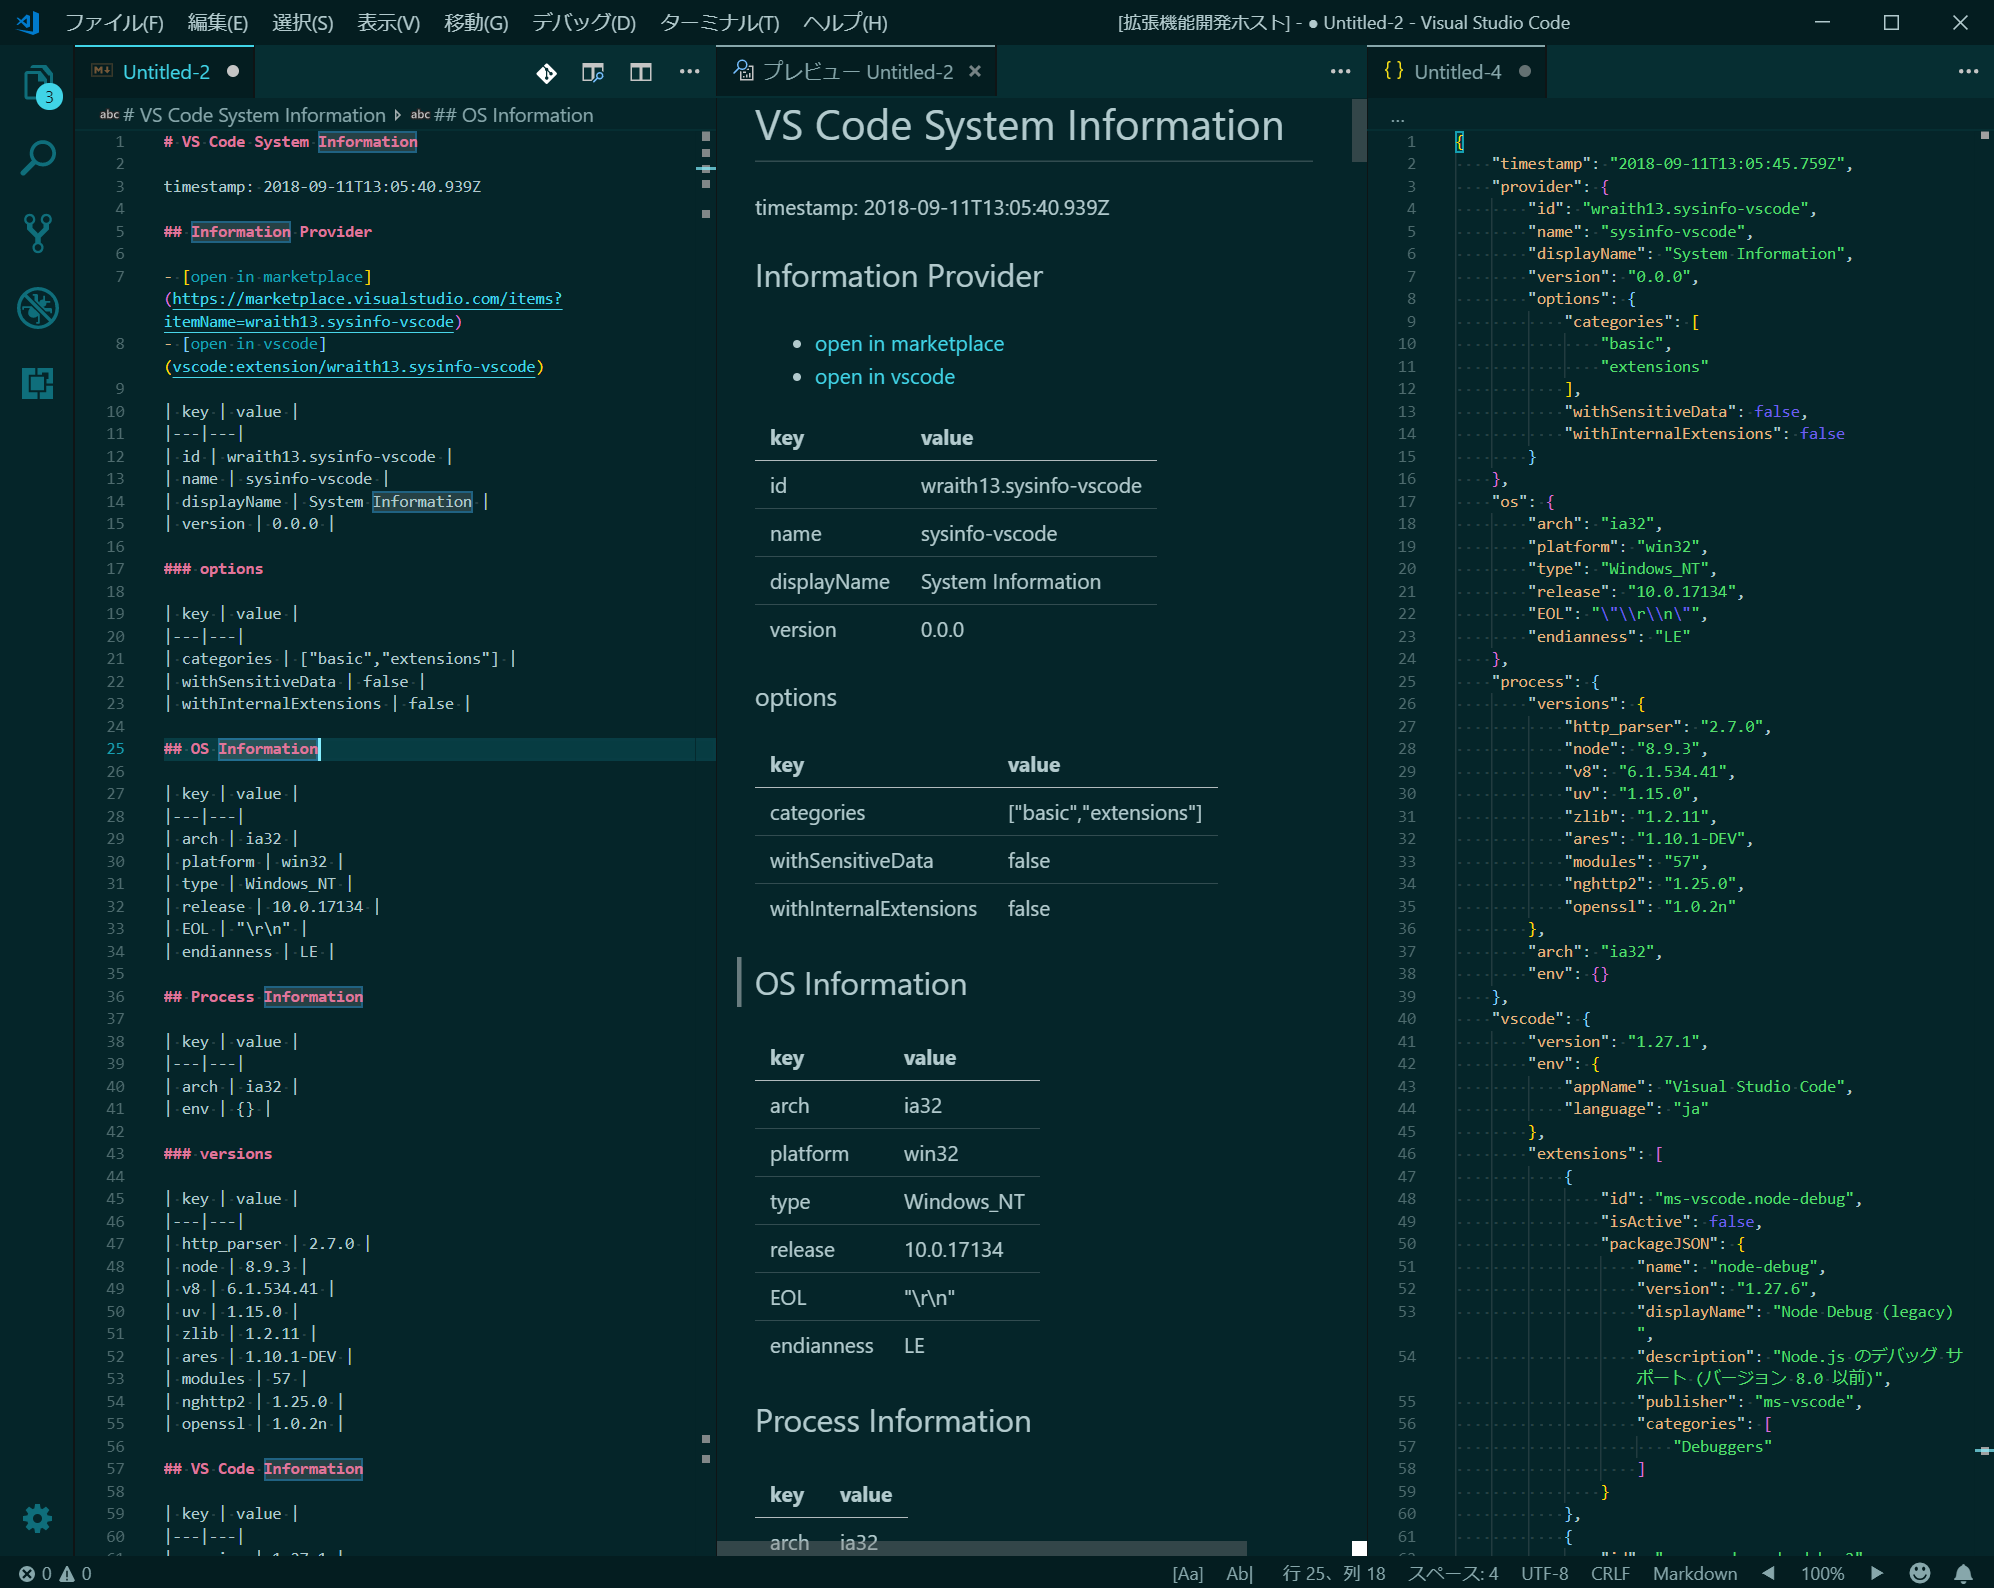 ファイル(F) 編集(E) 選択(S) 表示(V) 移動(G) デバッグ(D) ターミナル(T) ヘルプ(H) [拡張機能開発ホスト] - ● Untitled-2 - Visual Studio Code
3
M↓ Untitled-2 ●
abc # VS Code System Information abc ## OS Information
1 # VS Code System Information
2
3 timestamp: 2018-09-11T13:05:40.939Z
4
5 ## Information Provider
6
7 - [open in marketplace]
(https://marketplace.visualstudio.com/items?
itemName=wraith13.sysinfo-vscode)
8 - [open in vscode]
(vscode:extension/wraith13.sysinfo-vscode)
9
10 | key | value |
11 |---|---|
12 | id | wraith13.sysinfo-vscode |
13 | name | sysinfo-vscode |
14 | displayName | System Information |
15 | version | 0.0.0 |
16
17 ### options
18
19 | key | value |
20 |---|---|
21 | categories | ["basic","extensions"] |
22 | withSensitiveData | false |
23 | withInternalExtensions | false |
24
25 ## OS Information
26
27 | key | value |
28 |---|---|
29 | arch | ia32 |
30 | platform | win32 |
31 | type | Windows_NT |
32 | release | 10.0.17134 |
33 | EOL | "\r\n" |
34 | endianness | LE |
35
36 ## Process Information
37
38 | key | value |
39 |---|---|
40 | arch | ia32 |
41 | env | {} |
42
43 ### versions
44
45 | key | value |
46 |---|---|
47 | http_parser | 2.7.0 |
48 | node | 8.9.3 |
49 | v8 | 6.1.534.41 |
50 | uv | 1.15.0 |
51 | zlib | 1.2.11 |
52 | ares | 1.10.1-DEV |
53 | modules | 57 |
54 | nghttp2 | 1.25.0 |
55 | openssl | 1.0.2n |
56
57 ## VS Code Information
58
59 | key | value |
60 |---|---|
プレビュー Untitled-2 ×
VS Code System Information
timestamp: 2018-09-11T13:05:40.939Z
Information Provider
• open in marketplace
• open in vscode
key value
id wraith13.sysinfo-vscode
name sysinfo-vscode
displayName System Information
version 0.0.0
options
key value
categories ["basic","extensions"]
withSensitiveData false
withInternalExtensions false
OS Information
key value
arch ia32
platform win32
type Windows_NT
release 10.0.17134
EOL "\r\n"
endianness LE
Process Information
key value
arch ia32
{} Untitled-4 ●
...
1 {
2 "timestamp": "2018-09-11T13:05:45.759Z",
3 "provider": {
4 "id": "wraith13.sysinfo-vscode",
5 "name": "sysinfo-vscode",
6 "displayName": "System Information",
7 "version": "0.0.0",
8 "options": {
9 "categories": [
10 "basic",
11 "extensions"
12 ],
13 "withSensitiveData": false,
14 "withInternalExtensions": false
15 }
16 },
17 "os": {
18 "arch": "ia32",
19 "platform": "win32",
20 "type": "Windows_NT",
21 "release": "10.0.17134",
22 "EOL": "\"\\r\\n\"",
23 "endianness": "LE"
24 },
25 "process": {
26 "versions": {
27 "http_parser": "2.7.0",
28 "node": "8.9.3",
29 "v8": "6.1.534.41",
30 "uv": "1.15.0",
31 "zlib": "1.2.11",
32 "ares": "1.10.1-DEV",
33 "modules": "57",
34 "nghttp2": "1.25.0",
35 "openssl": "1.0.2n"
36 },
37 "arch": "ia32",
38 "env": {}
39 },
40 "vscode": {
41 "version": "1.27.1",
42 "env": {
43 "appName": "Visual Studio Code",
44 "language": "ja"
45 },
46 "extensions": [
47 {
48 "id": "ms-vscode.node-debug",
49 "isActive": false,
50 "packageJSON": {
51 "name": "node-debug",
52 "version": "1.27.6",
53 "displayName": "Node Debug (legacy)
",
54 "description": "Node.js のデバッグ サ
ポート (バージョン 8.0 以前)",
55 "publisher": "ms-vscode",
56 "categories": [
57 "Debuggers"
58 ]
59 }
60 },
61 {
0 0 [Aa] Ab| 行 25、列 18 スペース: 4 UTF-8 CRLF Markdown ◀ 100% ▶